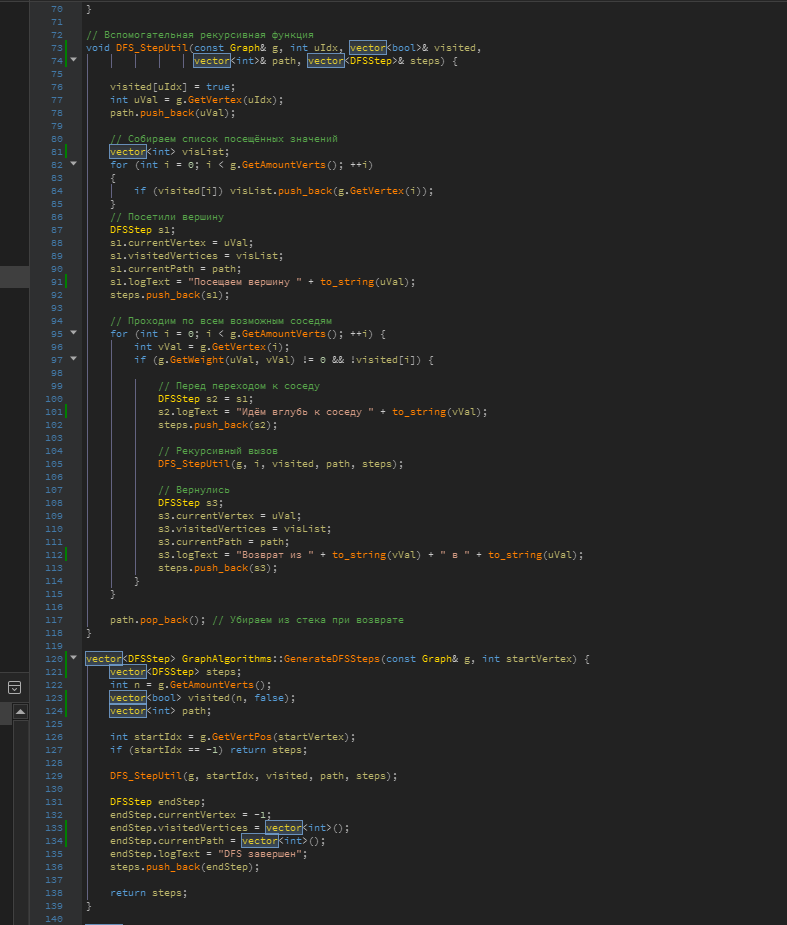 70 }
71
72 // Вспомогательная рекурсивная функция
73 void DFS_StepUtil(const Graph& g, int uIdx, vector<bool>& visited,
74 vector<int>& path, vector<DFSStep>& steps) {
75
76 visited[uIdx] = true;
77 int uVal = g.GetVertex(uIdx);
78 path.push_back(uVal);
79
80 // Собираем список посещённых значений
81 vector<int> visList;
82 for (int i = 0; i < g.GetAmountVerts(); ++i)
83 {
84 if (visited[i]) visList.push_back(g.GetVertex(i));
85 }
86 // Посетили вершину
87 DFSStep s1;
88 s1.currentVertex = uVal;
89 s1.visitedVertices = visList;
90 s1.currentPath = path;
91 s1.logText = "Посещаем вершину " + to_string(uVal);
92 steps.push_back(s1);
93
94 // Проходим по всем возможным соседям
95 for (int i = 0; i < g.GetAmountVerts(); ++i) {
96 int vVal = g.GetVertex(i);
97 if (g.GetWeight(uVal, vVal) != 0 && !visited[i]) {
98
99 // Перед переходом к соседу
100 DFSStep s2 = s1;
101 s2.logText = "Идём вглубь к соседу " + to_string(vVal);
102 steps.push_back(s2);
103
104 // Рекурсивный вызов
105 DFS_StepUtil(g, i, visited, path, steps);
106
107 // Вернулись
108 DFSStep s3;
109 s3.currentVertex = uVal;
110 s3.visitedVertices = visList;
111 s3.currentPath = path;
112 s3.logText = "Возврат из " + to_string(vVal) + " в " + to_string(uVal);
113 steps.push_back(s3);
114 }
115 }
116
117 path.pop_back(); // Убираем из стека при возврате
118 }
119
120 vector<DFSStep> GraphAlgorithms::GenerateDFSSteps(const Graph& g, int startVertex) {
121 vector<DFSStep> steps;
122 int n = g.GetAmountVerts();
123 vector<bool> visited(n, false);
124 vector<int> path;
125
126 int startIdx = g.GetVertPos(startVertex);
127 if (startIdx == -1) return steps;
128
129 DFS_StepUtil(g, startIdx, visited, path, steps);
130
131 DFSStep endStep;
132 endStep.currentVertex = -1;
133 endStep.visitedVertices = vector<int>();
134 endStep.currentPath = vector<int>();
135 endStep.logText = "DFS завершен";
136 steps.push_back(endStep);
137
138 return steps;
139 }
140